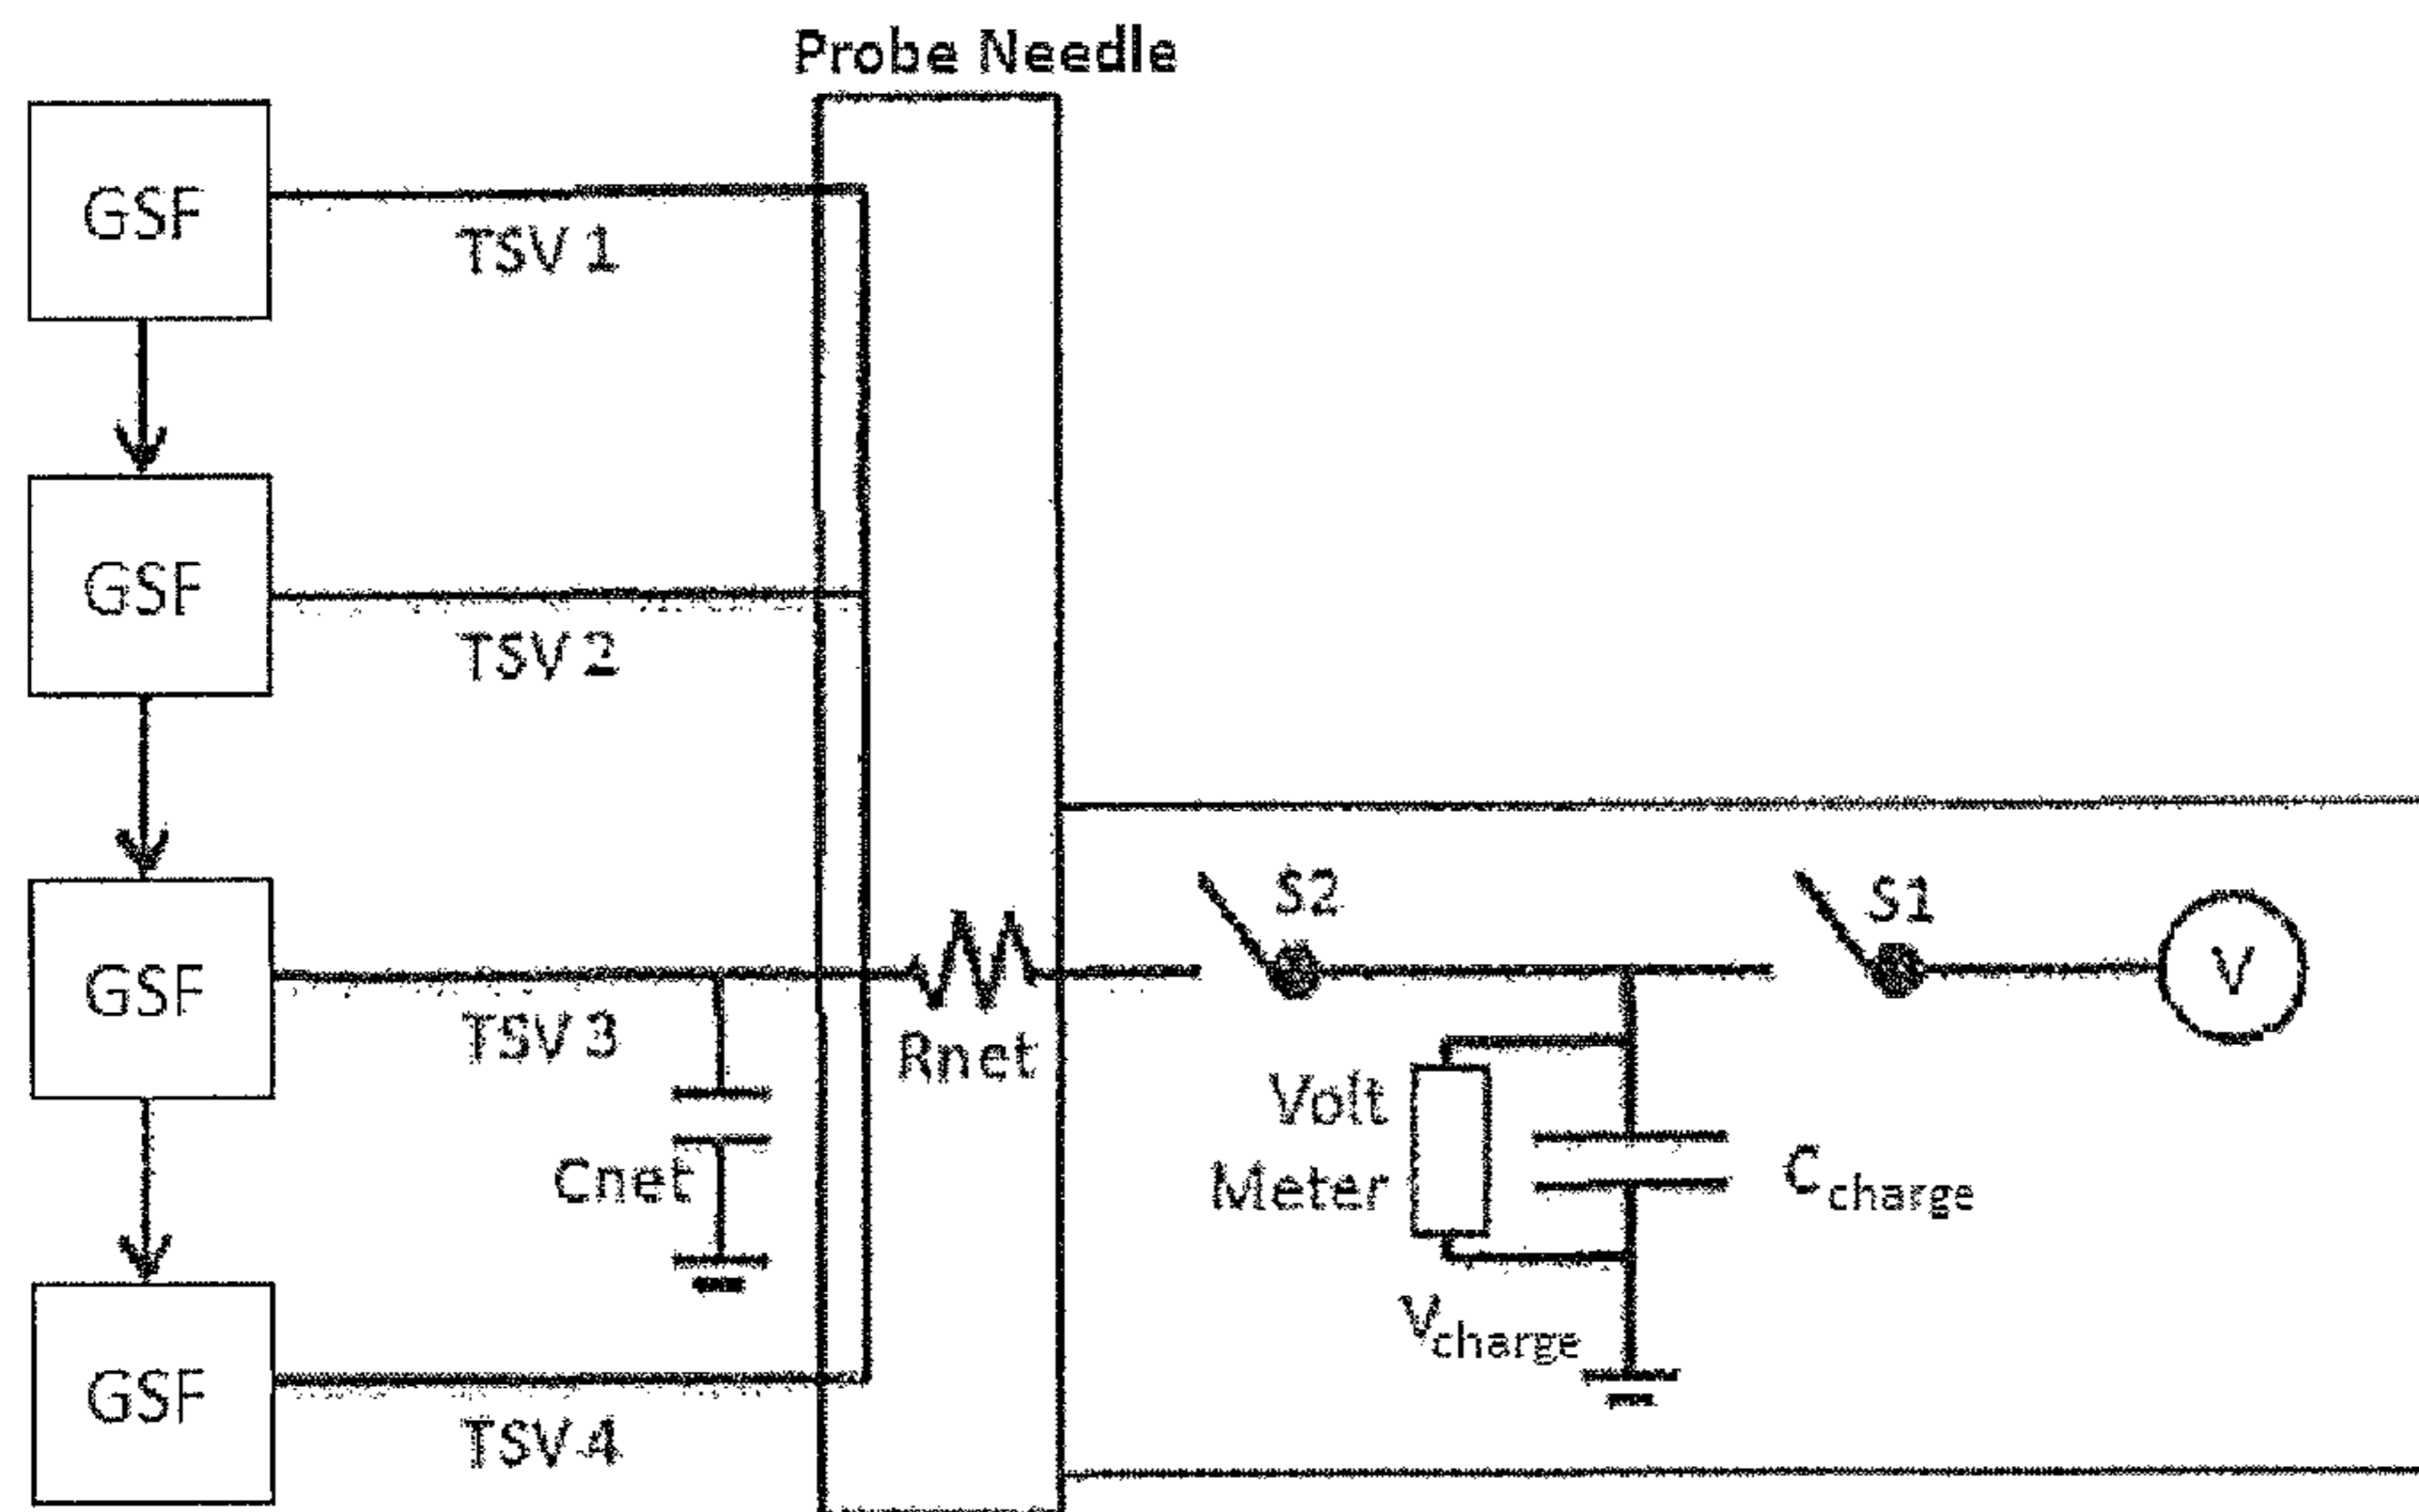 Probe Needle
GSF
TSV 1
GSF
TSV 2
GSF
TSV 3
Cnet
Rnet
S2
S1
V
Volt
Meter
Ccharge
Vcharge
GSF
TSV 4